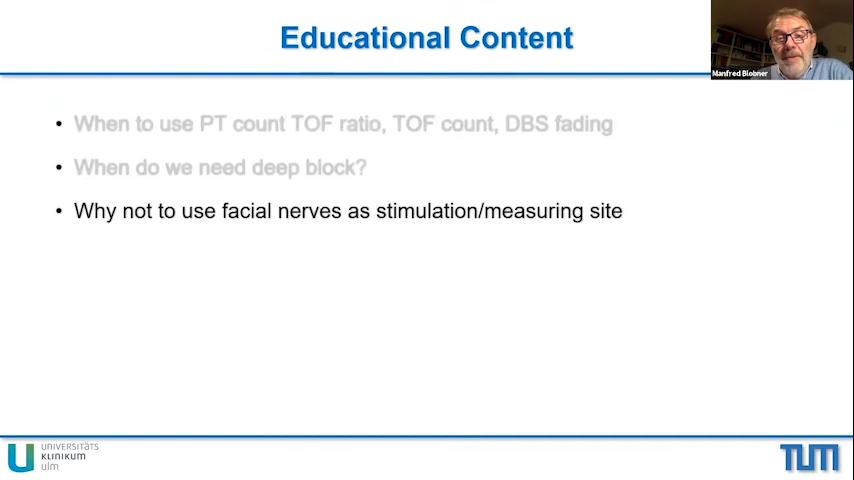 Educational Content
Manfred Blobner
• When to use PT count TOF ratio, TOF count, DBS fading
• When do we need deep block?
• Why not to use facial nerves as stimulation/measuring site
UNIVERSITÄTS
KLINIKUM
ulm
TUM